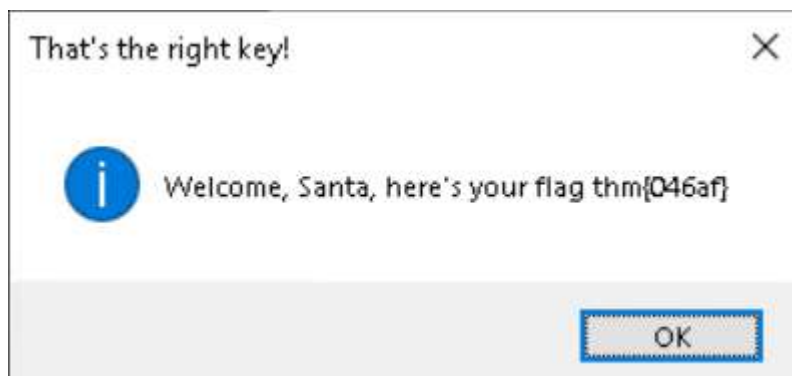 That's the right key!
Welcome, Santa, here's your flag thm{046af}
OK